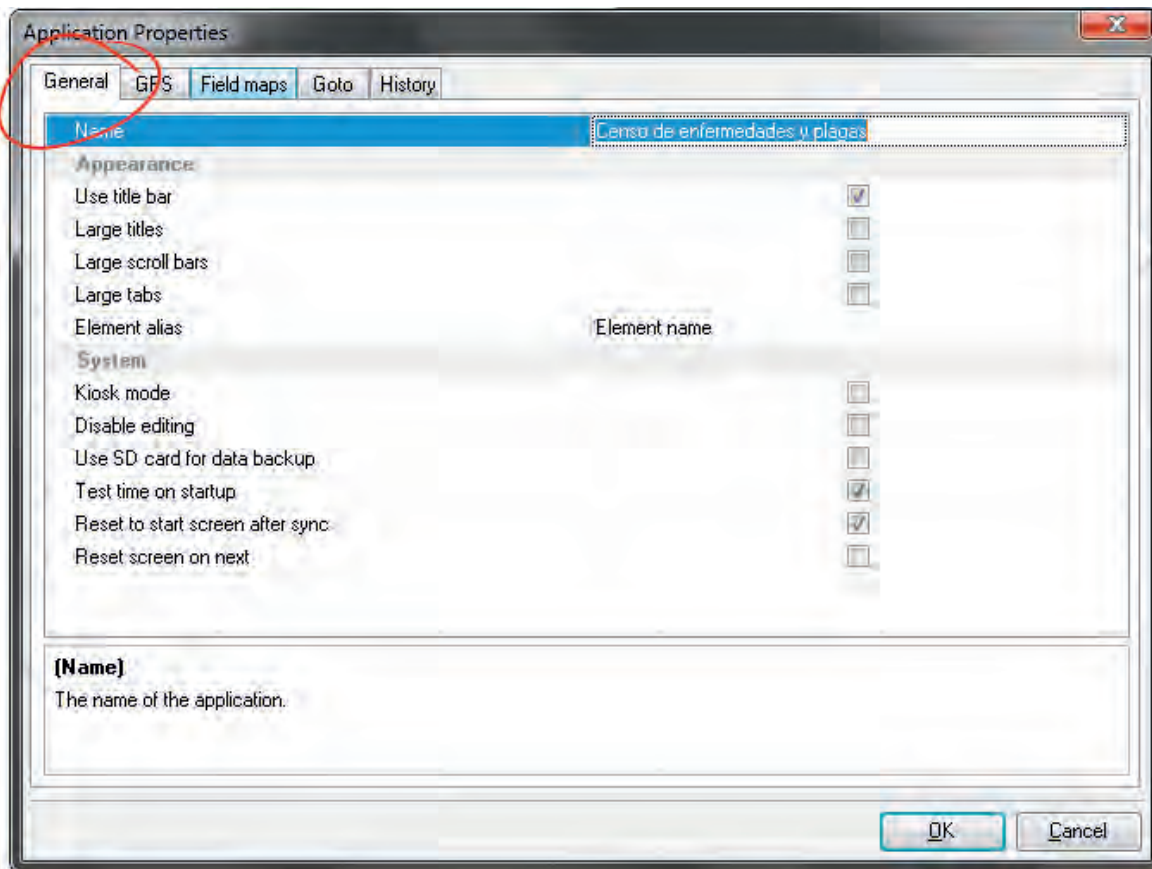 Application Properties
General GPS Field maps Goto History
Name Censo de enfermedades y plagas
Appearance
Use title bar
Large titles
Large scroll bars
Large tabs
Element alias Element name
System
Kiosk mode
Disable editing
Use SD card for data backup
Test time on startup
Reset to start screen after sync
Reset screen on next
(Name)
The name of the application.
OK Cancel